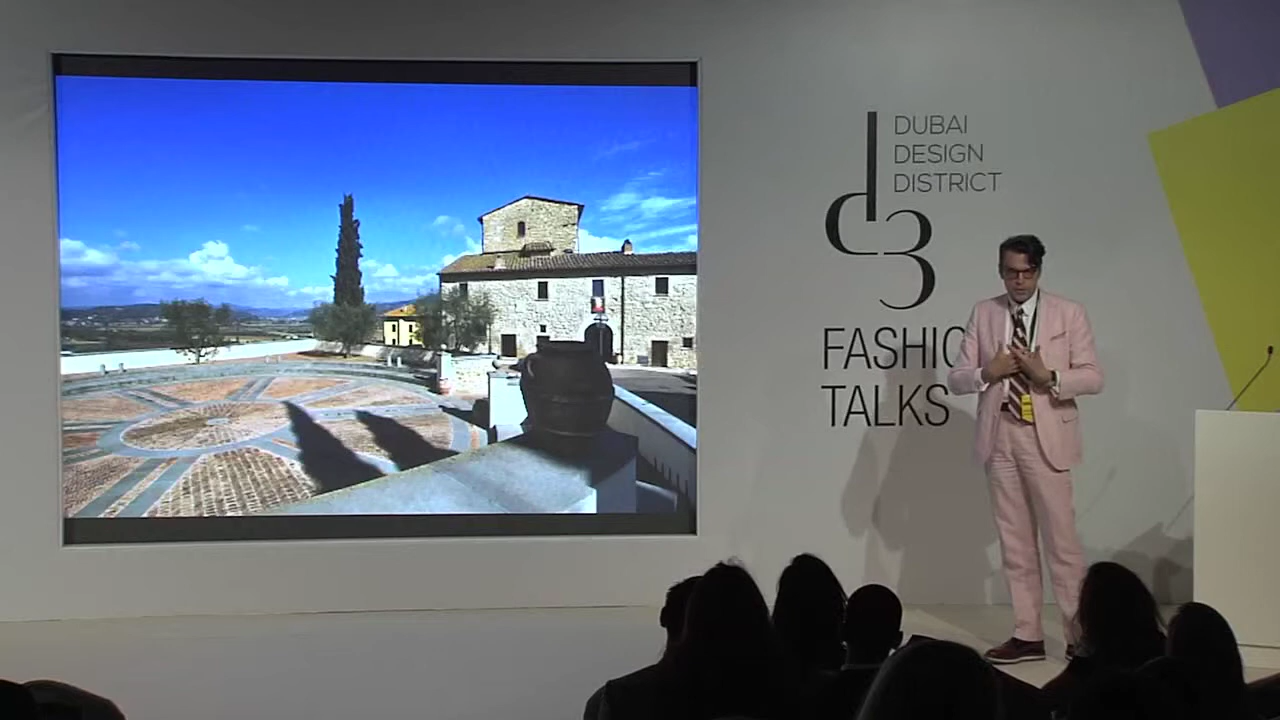 DUBAI
DESIGN
DISTRICT
d3
FASHIO
TALKS